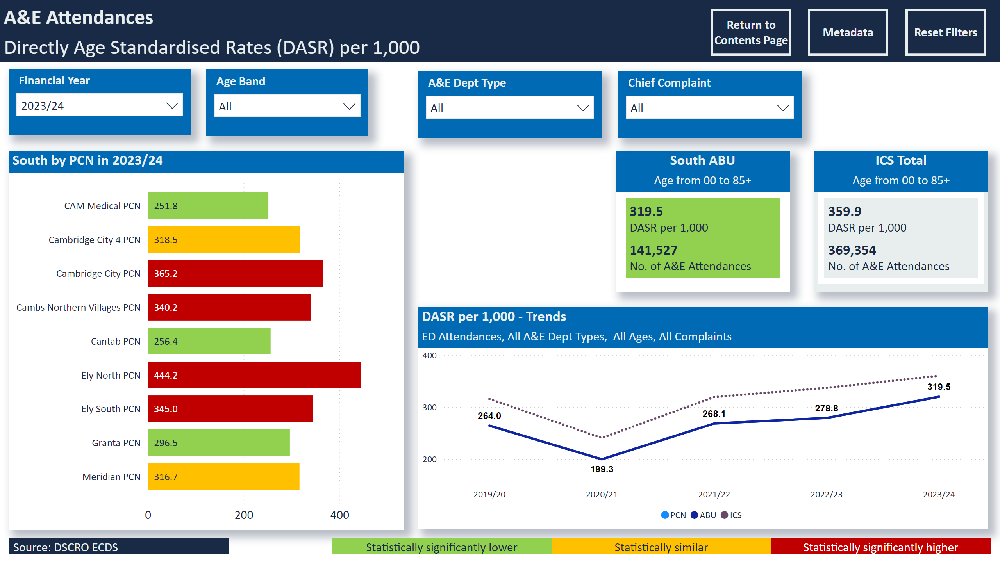 A&E Attendances
Directly Age Standardised Rates (DASR) per 1,000
Return to
Contents Page
Metadata
Reset Filters
Financial Year
2023/24
Age Band
All
A&E Dept Type
All
Chief Complaint
All
South by PCN in 2023/24
CAM Medical PCN 251.8
Cambridge City 4 PCN 318.5
Cambridge City PCN 365.2
Cambs Northern Villages PCN 340.2
Cantab PCN 256.4
Ely North PCN 444.2
Ely South PCN 345.0
Granta PCN 296.5
Meridian PCN 316.7
0 200 400
South ABU
Age from 00 to 85+
319.5
DASR per 1,000
141,527
No. of A&E Attendances
ICS Total
Age from 00 to 85+
359.9
DASR per 1,000
369,354
No. of A&E Attendances
DASR per 1,000 - Trends
ED Attendances, All A&E Dept Types, All Ages, All Complaints
400
300
200
264.0
199.3
268.1
278.8
319.5
2019/20 2020/21 2021/22 2022/23 2023/24
PCN ABU ICS
Source: DSCRO ECDS
Statistically significantly lower
Statistically similar
Statistically significantly higher